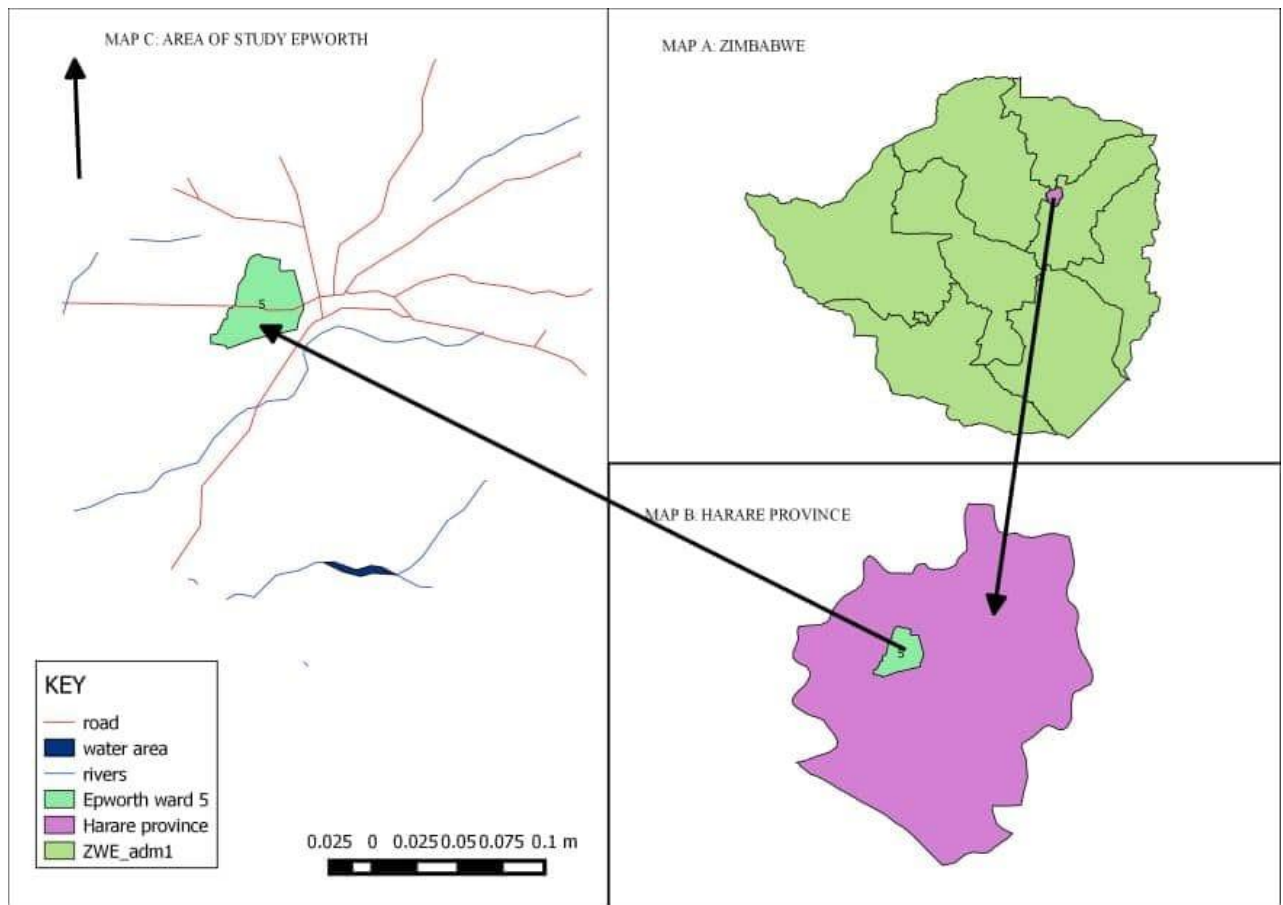 MAP C: AREA OF STUDY EPWORTH
5
KEY
road
water area
rivers
Epworth ward 5
Harare province
ZWE_adm1
0.025 0 0.025 0.05 0.075 0.1 m
MAP A: ZIMBABWE
MAP B: HARARE PROVINCE
5